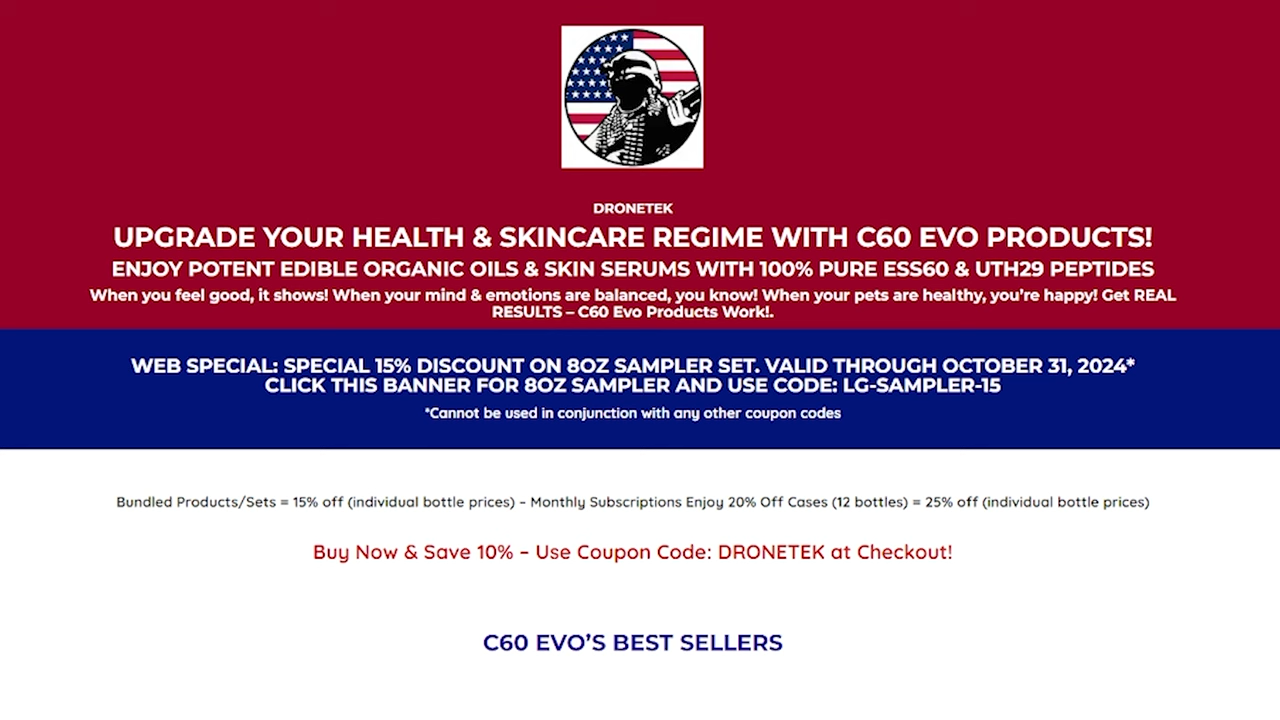 DRONETEK
UPGRADE YOUR HEALTH & SKINCARE REGIME WITH C60 EVO PRODUCTS!
ENJOY POTENT EDIBLE ORGANIC OILS & SKIN SERUMS WITH 100% PURE ESS60 & UTH29 PEPTIDES
When you feel good, it shows! When your mind & emotions are balanced, you know! When your pets are healthy, you're happy! Get REAL
RESULTS – C60 Evo Products Work!.
WEB SPECIAL: SPECIAL 15% DISCOUNT ON 8OZ SAMPLER SET. VALID THROUGH OCTOBER 31, 2024*
CLICK THIS BANNER FOR 8OZ SAMPLER AND USE CODE: LG-SAMPLER-15
*Cannot be used in conjunction with any other coupon codes
Bundled Products/Sets = 15% off (individual bottle prices) – Monthly Subscriptions Enjoy 20% Off Cases (12 bottles) = 25% off (individual bottle prices)
Buy Now & Save 10% – Use Coupon Code: DRONETEK at Checkout!
C60 EVO'S BEST SELLERS